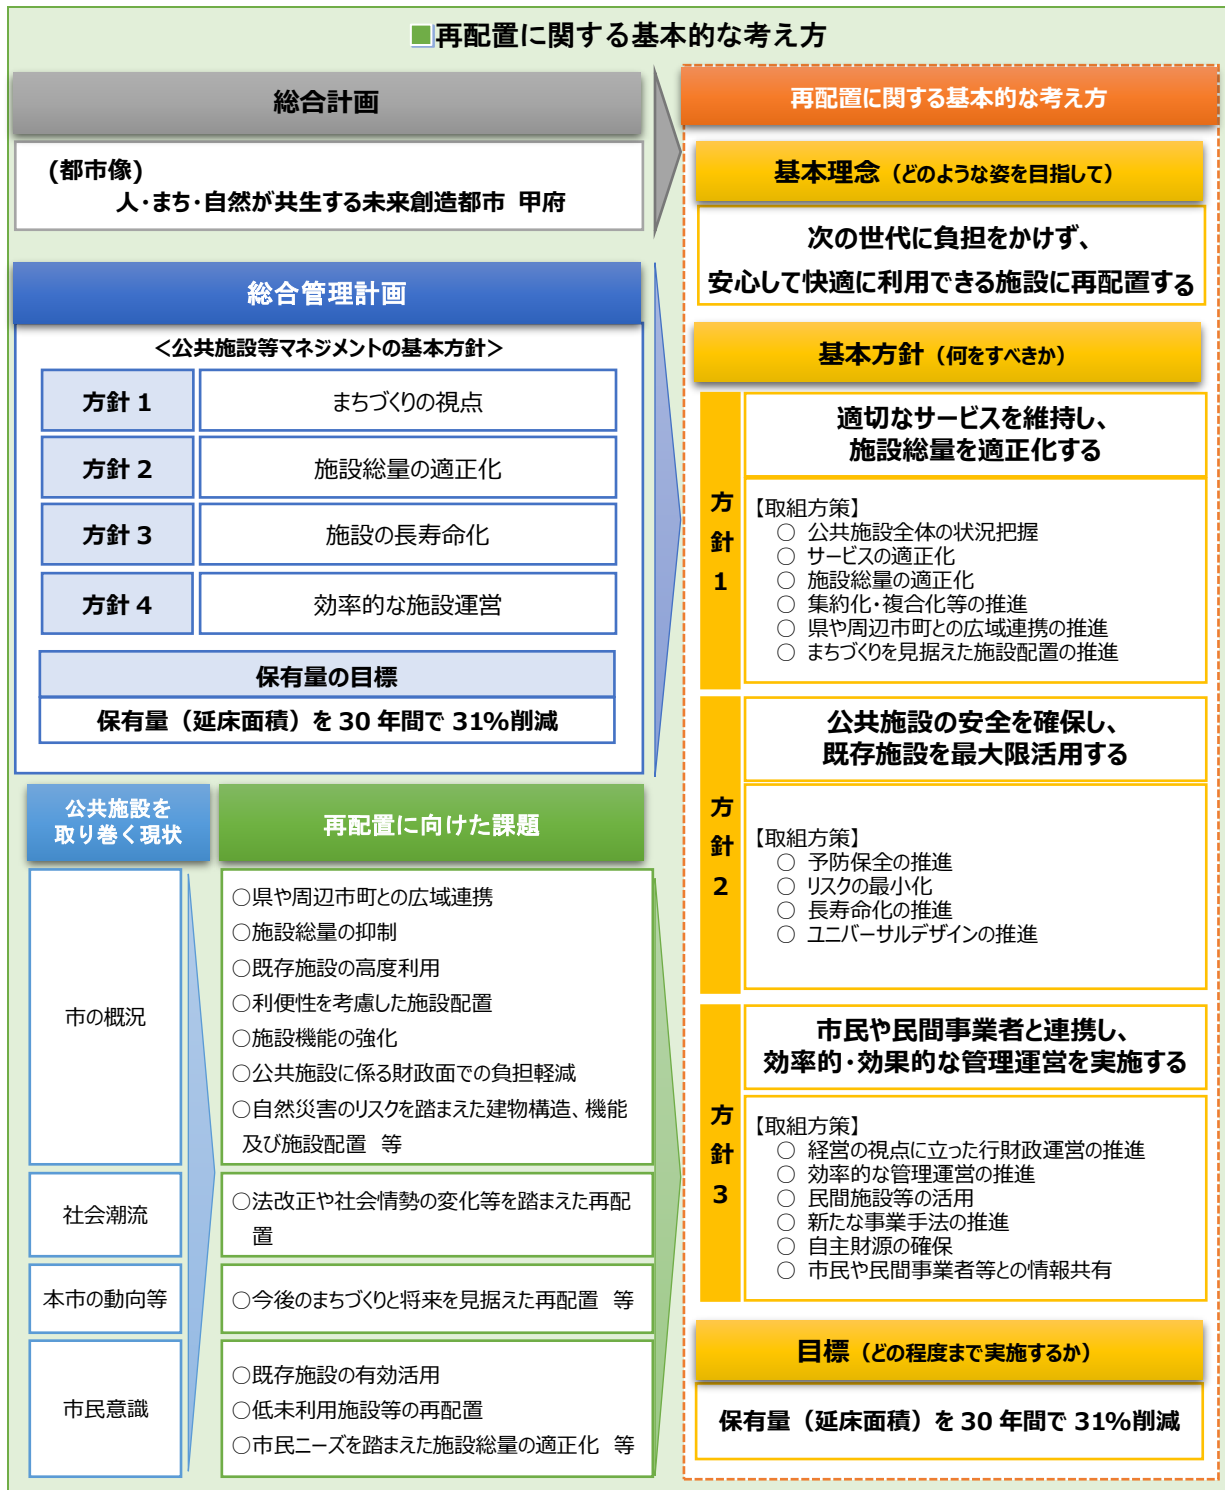 ■再配置に関する基本的な考え方
総合計画
(都市像)
人・まち・自然が共生する未来創造都市 甲府
総合管理計画
＜公共施設等マネジメントの基本方針＞
方針 1
まちづくりの視点
方針 2
施設総量の適正化
方針 3
施設の長寿命化
方針 4
効率的な施設運営
保有量の目標
保有量（延床面積）を 30 年間で 31%削減
公共施設を
取り巻く現状
再配置に向けた課題
市の概況
○県や周辺市町との広域連携
○施設総量の抑制
○既存施設の高度利用
○利便性を考慮した施設配置
○施設機能の強化
○公共施設に係る財政面での負担軽減
○自然災害のリスクを踏まえた建物構造、機能
及び施設配置　等
社会潮流
○法改正や社会情勢の変化等を踏まえた再配
置
本市の動向等
○今後のまちづくりと将来を見据えた再配置　等
市民意識
○既存施設の有効活用
○低未利用施設等の再配置
○市民ニーズを踏まえた施設総量の適正化　等
再配置に関する基本的な考え方
基本理念（どのような姿を目指して）
次の世代に負担をかけず、
安心して快適に利用できる施設に再配置する
基本方針（何をすべきか）
方針1
適切なサービスを維持し、
施設総量を適正化する
【取組方策】
○ 公共施設全体の状況把握
○ サービスの適正化
○ 施設総量の適正化
○ 集約化・複合化等の推進
○ 県や周辺市町との広域連携の推進
○ まちづくりを見据えた施設配置の推進
方針2
公共施設の安全を確保し、
既存施設を最大限活用する
【取組方策】
○ 予防保全の推進
○ リスクの最小化
○ 長寿命化の推進
○ ユニバーサルデザインの推進
方針3
市民や民間事業者と連携し、
効率的・効果的な管理運営を実施する
【取組方策】
○ 経営の視点に立った行財政運営の推進
○ 効率的な管理運営の推進
○ 民間施設等の活用
○ 新たな事業手法の推進
○ 自主財源の確保
○ 市民や民間事業者等との情報共有
目標（どの程度まで実施するか）
保有量（延床面積）を 30 年間で 31%削減